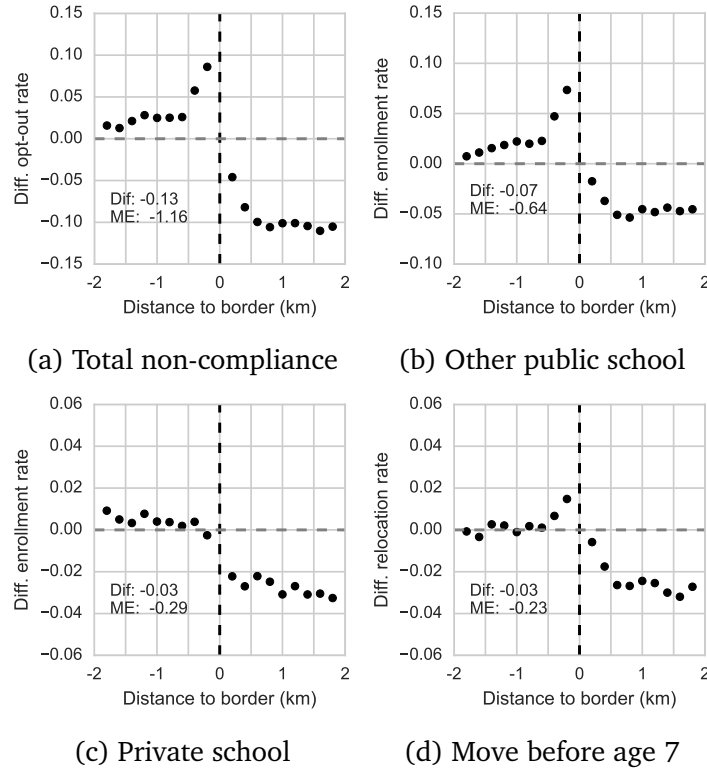 0.15
0.10
0.05
0.00
−0.05
−0.10
−0.15
Diff. opt-out rate
Dif: -0.13
ME: -1.16
-2 -1 0 1 2
Distance to border (km)
(a) Total non-compliance
0.15
0.10
0.05
0.00
−0.05
−0.10
Diff. enrollment rate
Dif: -0.07
ME: -0.64
-2 -1 0 1 2
Distance to border (km)
(b) Other public school
0.06
0.04
0.02
0.00
−0.02
−0.04
−0.06
Diff. enrollment rate
Dif: -0.03
ME: -0.29
-2 -1 0 1 2
Distance to border (km)
(c) Private school
0.06
0.04
0.02
0.00
−0.02
−0.04
−0.06
Diff. relocation rate
Dif: -0.03
ME: -0.23
-2 -1 0 1 2
Distance to border (km)
(d) Move before age 7